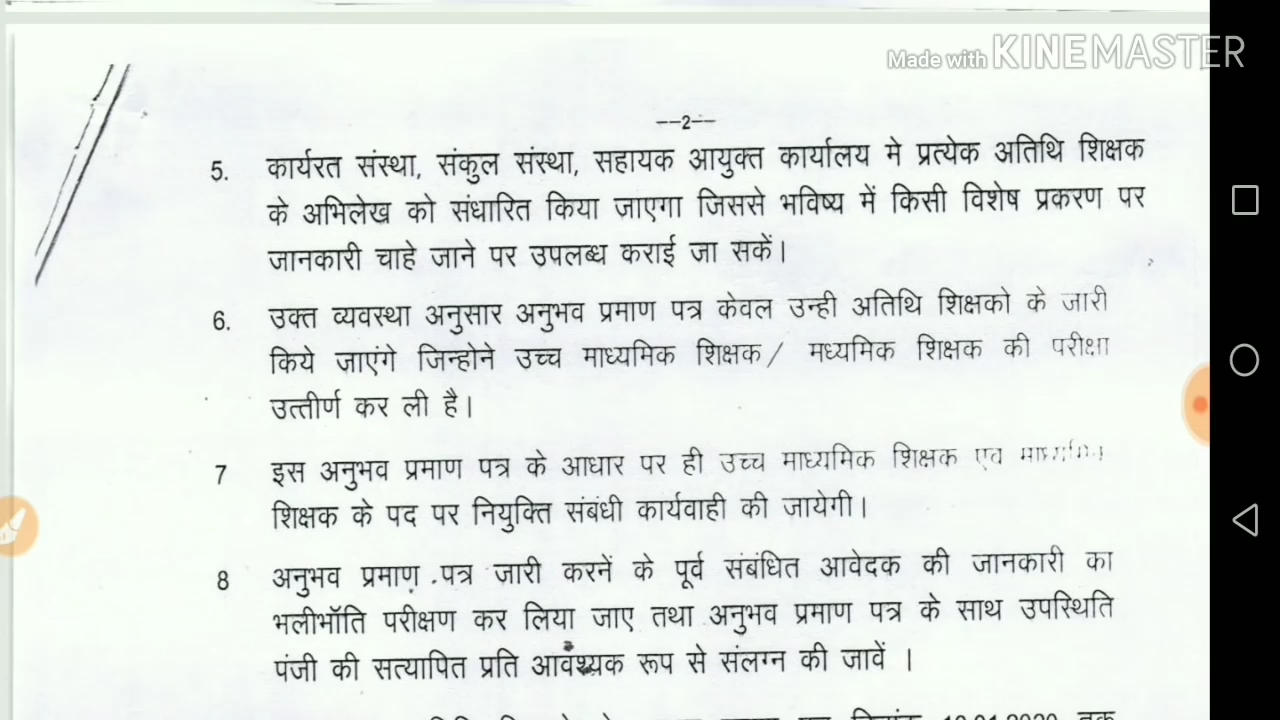 Made with KINEMASTER
--2--
5. कार्यरत संस्था, संकुल संस्था, सहायक आयुक्त कार्यालय मे प्रत्येक अतिथि शिक्षक
के अभिलेख को संधारित किया जाएगा जिससे भविष्य में किसी विशेष प्रकरण पर
जानकारी चाहे जाने पर उपलब्ध कराई जा सकें।
6. उक्त व्यवस्था अनुसार अनुभव प्रमाण पत्र केवल उन्ही अतिथि शिक्षको के जारी
किये जाएंगे जिन्होने उच्च माध्यमिक शिक्षक/ मध्यमिक शिक्षक की परीक्षा
उत्तीर्ण कर ली है।
7 इस अनुभव प्रमाण पत्र के आधार पर ही उच्च माध्यमिक शिक्षक एव
शिक्षक के पद पर नियुक्ति संबंधी कार्यवाही की जायेगी।
8 अनुभव प्रमाण पत्र जारी करनें के पूर्व संबंधित आवेदक की जानकारी का
भलीभॉति परीक्षण कर लिया जाए तथा अनुभव प्रमाण पत्र के साथ उपस्थिति
पंजी की सत्यापित प्रति आवंश्यक रूप से संलग्न की जावें ।